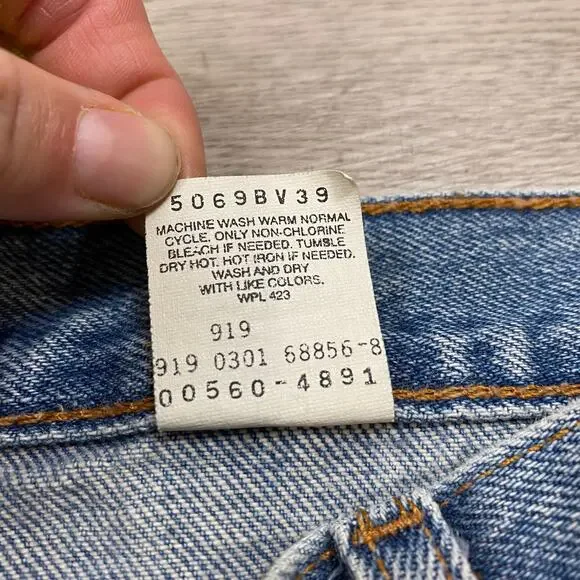 5069BV39
MACHINE WASH WARM NORMAL
CYCLE. ONLY NON-CHLORINE
BLEACH IF NEEDED. TUMBLE
DRY HOT. HOT IRON IF NEEDED.
WASH AND DRY
WITH LIKE COLORS.
WPL 423
919
919 0301 68856-8
00560-4891